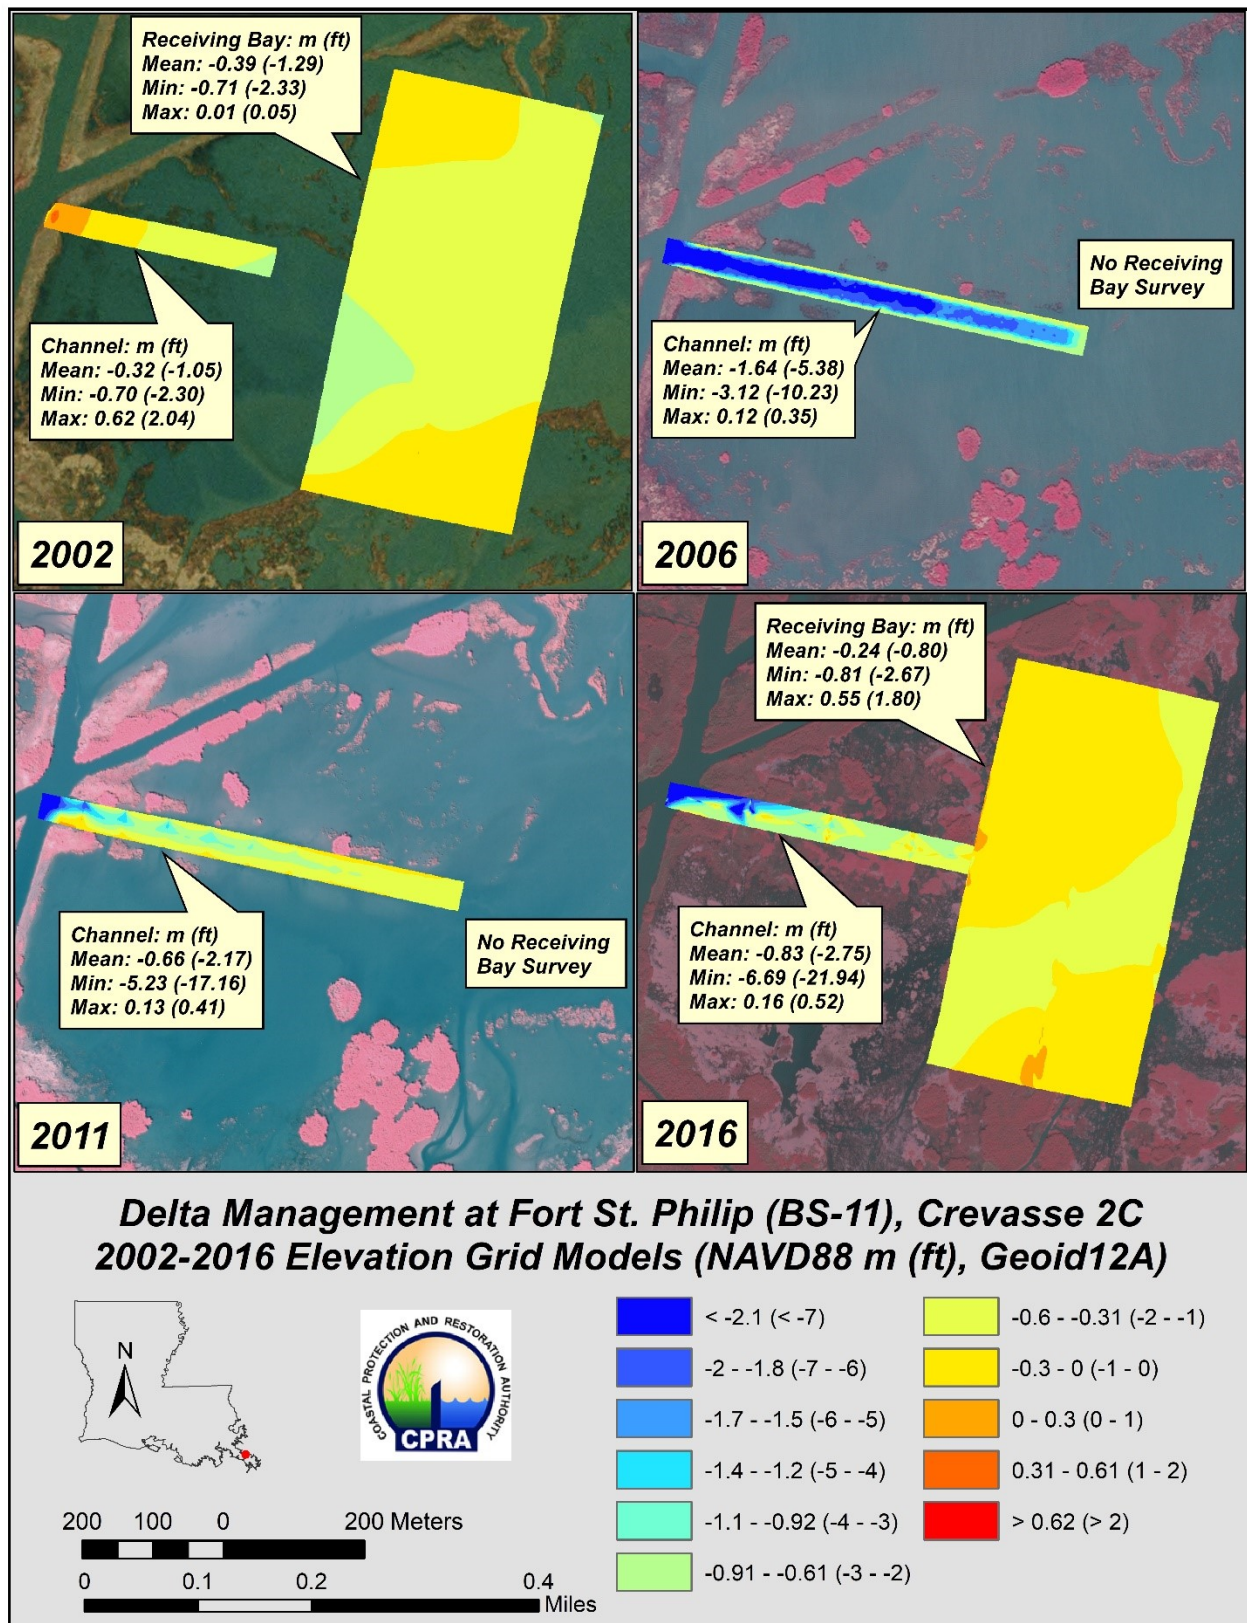 Receiving Bay: m (ft)
Mean: -0.39 (-1.29)
Min: -0.71 (-2.33)
Max: 0.01 (0.05)
Channel: m (ft)
Mean: -0.32 (-1.05)
Min: -0.70 (-2.30)
Max: 0.62 (2.04)
2002
No Receiving
Bay Survey
Channel: m (ft)
Mean: -1.64 (-5.38)
Min: -3.12 (-10.23)
Max: 0.12 (0.35)
2006
Channel: m (ft)
Mean: -0.66 (-2.17)
Min: -5.23 (-17.16)
Max: 0.13 (0.41)
No Receiving
Bay Survey
2011
Receiving Bay: m (ft)
Mean: -0.24 (-0.80)
Min: -0.81 (-2.67)
Max: 0.55 (1.80)
Channel: m (ft)
Mean: -0.83 (-2.75)
Min: -6.69 (-21.94)
Max: 0.16 (0.52)
2016
Delta Management at Fort St. Philip (BS-11), Crevasse 2C
2002-2016 Elevation Grid Models (NAVD88 m (ft), Geoid12A)
N
COASTAL PROTECTION AND RESTORATION AUTHORITY
CPRA
200 100 0 200 Meters
0 0.1 0.2 0.4
Miles
< -2.1 (< -7)
-2 - -1.8 (-7 - -6)
-1.7 - -1.5 (-6 - -5)
-1.4 - -1.2 (-5 - -4)
-1.1 - -0.92 (-4 - -3)
-0.91 - -0.61 (-3 - -2)
-0.6 - -0.31 (-2 - -1)
-0.3 - 0 (-1 - 0)
0 - 0.3 (0 - 1)
0.31 - 0.61 (1 - 2)
> 0.62 (> 2)